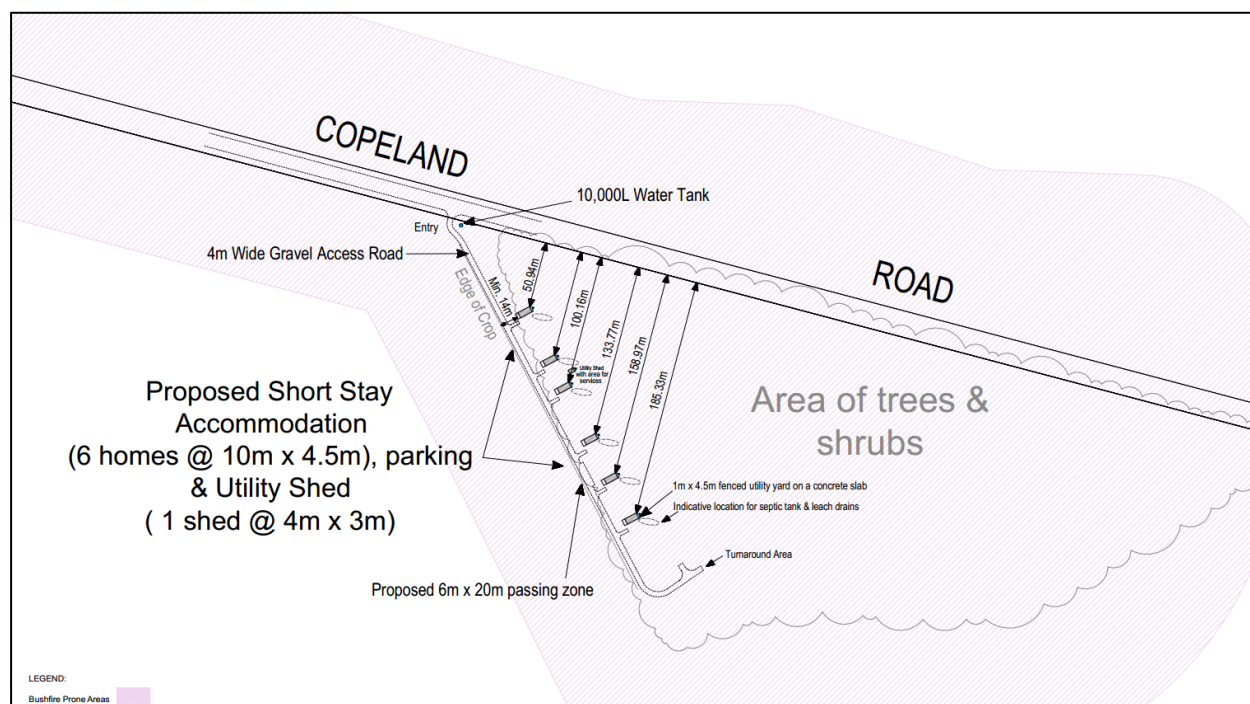 COPELAND
10,000L Water Tank
Entry
4m Wide Gravel Access Road
ROAD
Edge of Crop
Min. 14m
50.94m
100.16m
133.77m
158.97m
185.33m
Utility Shed
with area for
services
Proposed Short Stay
Accommodation
(6 homes @ 10m x 4.5m), parking
& Utility Shed
( 1 shed @ 4m x 3m)
Area of trees &
shrubs
1m x 4.5m fenced utility yard on a concrete slab
Indicative location for septic tank & leach drains
Turnaround Area
Proposed 6m x 20m passing zone
LEGEND:
Bushfire Prone Areas